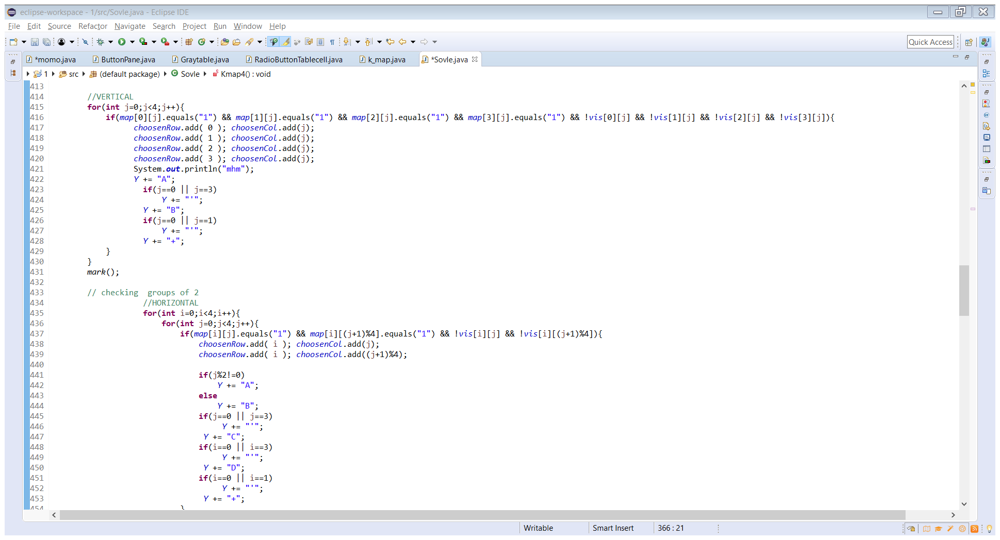 eclipse-workspace - 1/src/Sovle.java - Eclipse IDE
File Edit Source Refactor Navigate Search Project Run Window Help
Quick Access
*momo.java ButtonPane.java Graytable.java RadioButtonTablecell.java k_map.java *Sovle.java
1 src (default package) Sovle Kmap4() : void
413
414 //VERTICAL
415 for(int j=0;j<4;j++){
416 if(map[0][j].equals("1") && map[1][j].equals("1") && map[2][j].equals("1") && map[3][j].equals("1") && !vis[0][j] && !vis[1][j] && !vis[2][j] && !vis[3][j]){
417 choosenRow.add( 0 ); choosenCol.add(j);
418 choosenRow.add( 1 ); choosenCol.add(j);
419 choosenRow.add( 2 ); choosenCol.add(j);
420 choosenRow.add( 3 ); choosenCol.add(j);
421 System.out.println("mhm");
422 Y += "A";
423 if(j==0 || j==3)
424 Y += "'";
425 Y += "B";
426 if(j==0 || j==1)
427 Y += "'";
428 Y += "+";
429 }
430 }
431 mark();
432
433 // checking  groups of 2
434 //HORIZONTAL
435 for(int i=0;i<4;i++){
436 for(int j=0;j<4;j++){
437 if(map[i][j].equals("1") && map[i][(j+1)%4].equals("1") && !vis[i][j] && !vis[i][(j+1)%4]){
438 choosenRow.add( i ); choosenCol.add(j);
439 choosenRow.add( i ); choosenCol.add((j+1)%4);
440
441 if(j%2!=0)
442 Y += "A";
443 else
444 Y += "B";
445 if(j==0 || j==3)
446 Y += "'";
447 Y += "C";
448 if(i==0 || i==3)
449 Y += "'";
450 Y += "D";
451 if(i==0 || i==1)
452 Y += "'";
453 Y += "+";
454 }
Writable Smart Insert 366 : 21